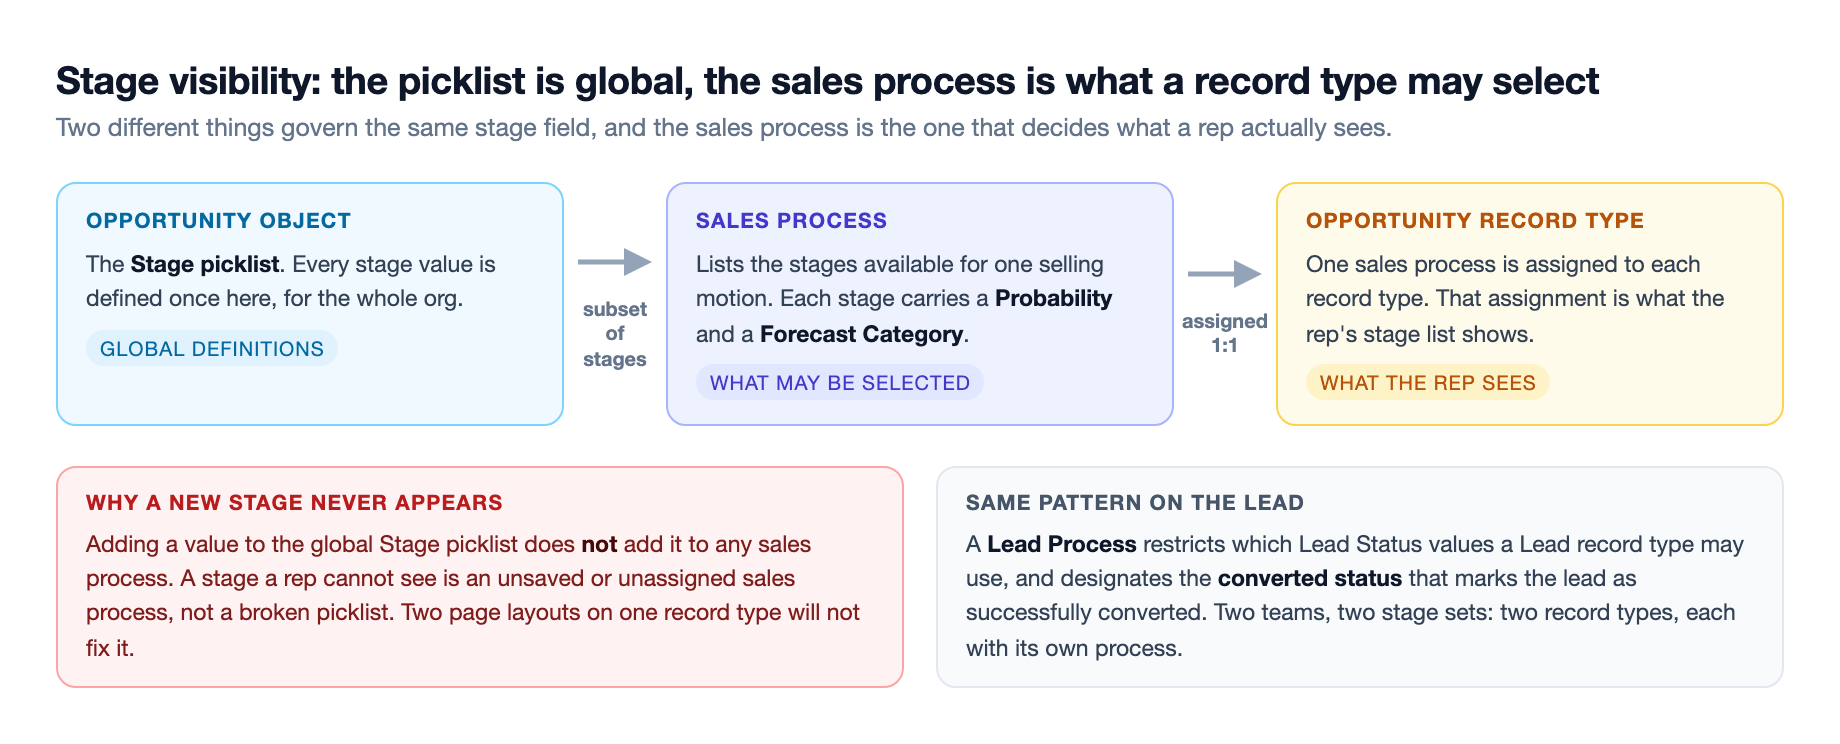 Stage visibility: the picklist is global, the sales process is what a record type may select
Two different things govern the same stage field, and the sales process is the one that decides what a rep actually sees.
OPPORTUNITY OBJECT
The Stage picklist. Every stage value is
defined once here, for the whole org.
GLOBAL DEFINITIONS
subset
of
stages
SALES PROCESS
Lists the stages available for one selling
motion. Each stage carries a Probability
and a Forecast Category.
WHAT MAY BE SELECTED
assigned
1:1
OPPORTUNITY RECORD TYPE
One sales process is assigned to each
record type. That assignment is what the
rep's stage list shows.
WHAT THE REP SEES
WHY A NEW STAGE NEVER APPEARS
Adding a value to the global Stage picklist does not add it to any sales
process. A stage a rep cannot see is an unsaved or unassigned sales
process, not a broken picklist. Two page layouts on one record type will not
fix it.
SAME PATTERN ON THE LEAD
A Lead Process restricts which Lead Status values a Lead record type may
use, and designates the converted status that marks the lead as
successfully converted. Two teams, two stage sets: two record types, each
with its own process.